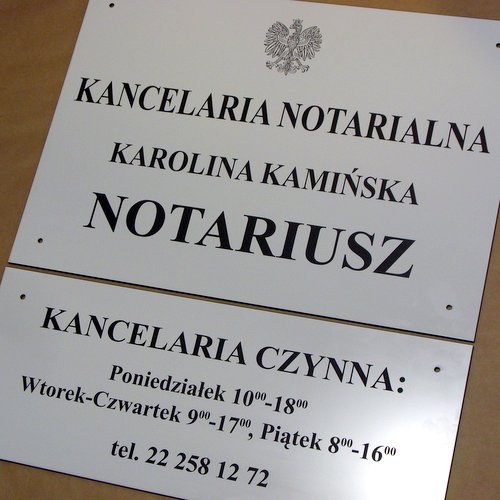 KANCELARIA NOTARIALNA
KAROLINA KAMIŃSKA
NOTARIUSZ
KANCELARIA CZYNNA:
Poniedziałek 10⁰⁰-18⁰⁰
Wtorek-Czwartek 9⁰⁰-17⁰⁰, Piątek 8⁰⁰-16⁰⁰
tel. 22 258 12 72